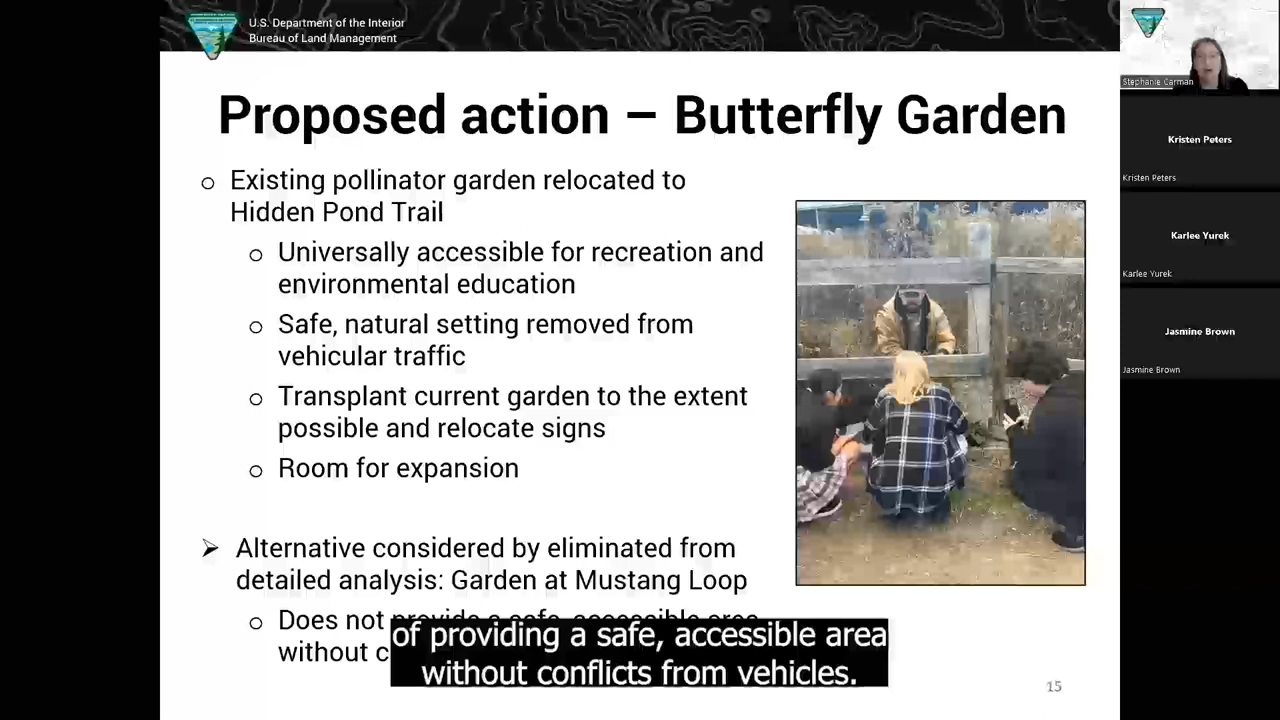 U.S. Department of the Interior
Bureau of Land Management
Proposed action – Butterfly Garden
o Existing pollinator garden relocated to
Hidden Pond Trail
o Universally accessible for recreation and
environmental education
o Safe, natural setting removed from
vehicular traffic
o Transplant current garden to the extent
possible and relocate signs
o Room for expansion
➢ Alternative considered by eliminated from
detailed analysis: Garden at Mustang Loop
o Does not provide a safe, accessible area
without
of providing a safe, accessible area
without conflicts from vehicles.
15
Stephanie Carman
Kristen Peters
Kristen Peters
Karlee Yurek
Karlee Yurek
Jasmine Brown
Jasmine Brown